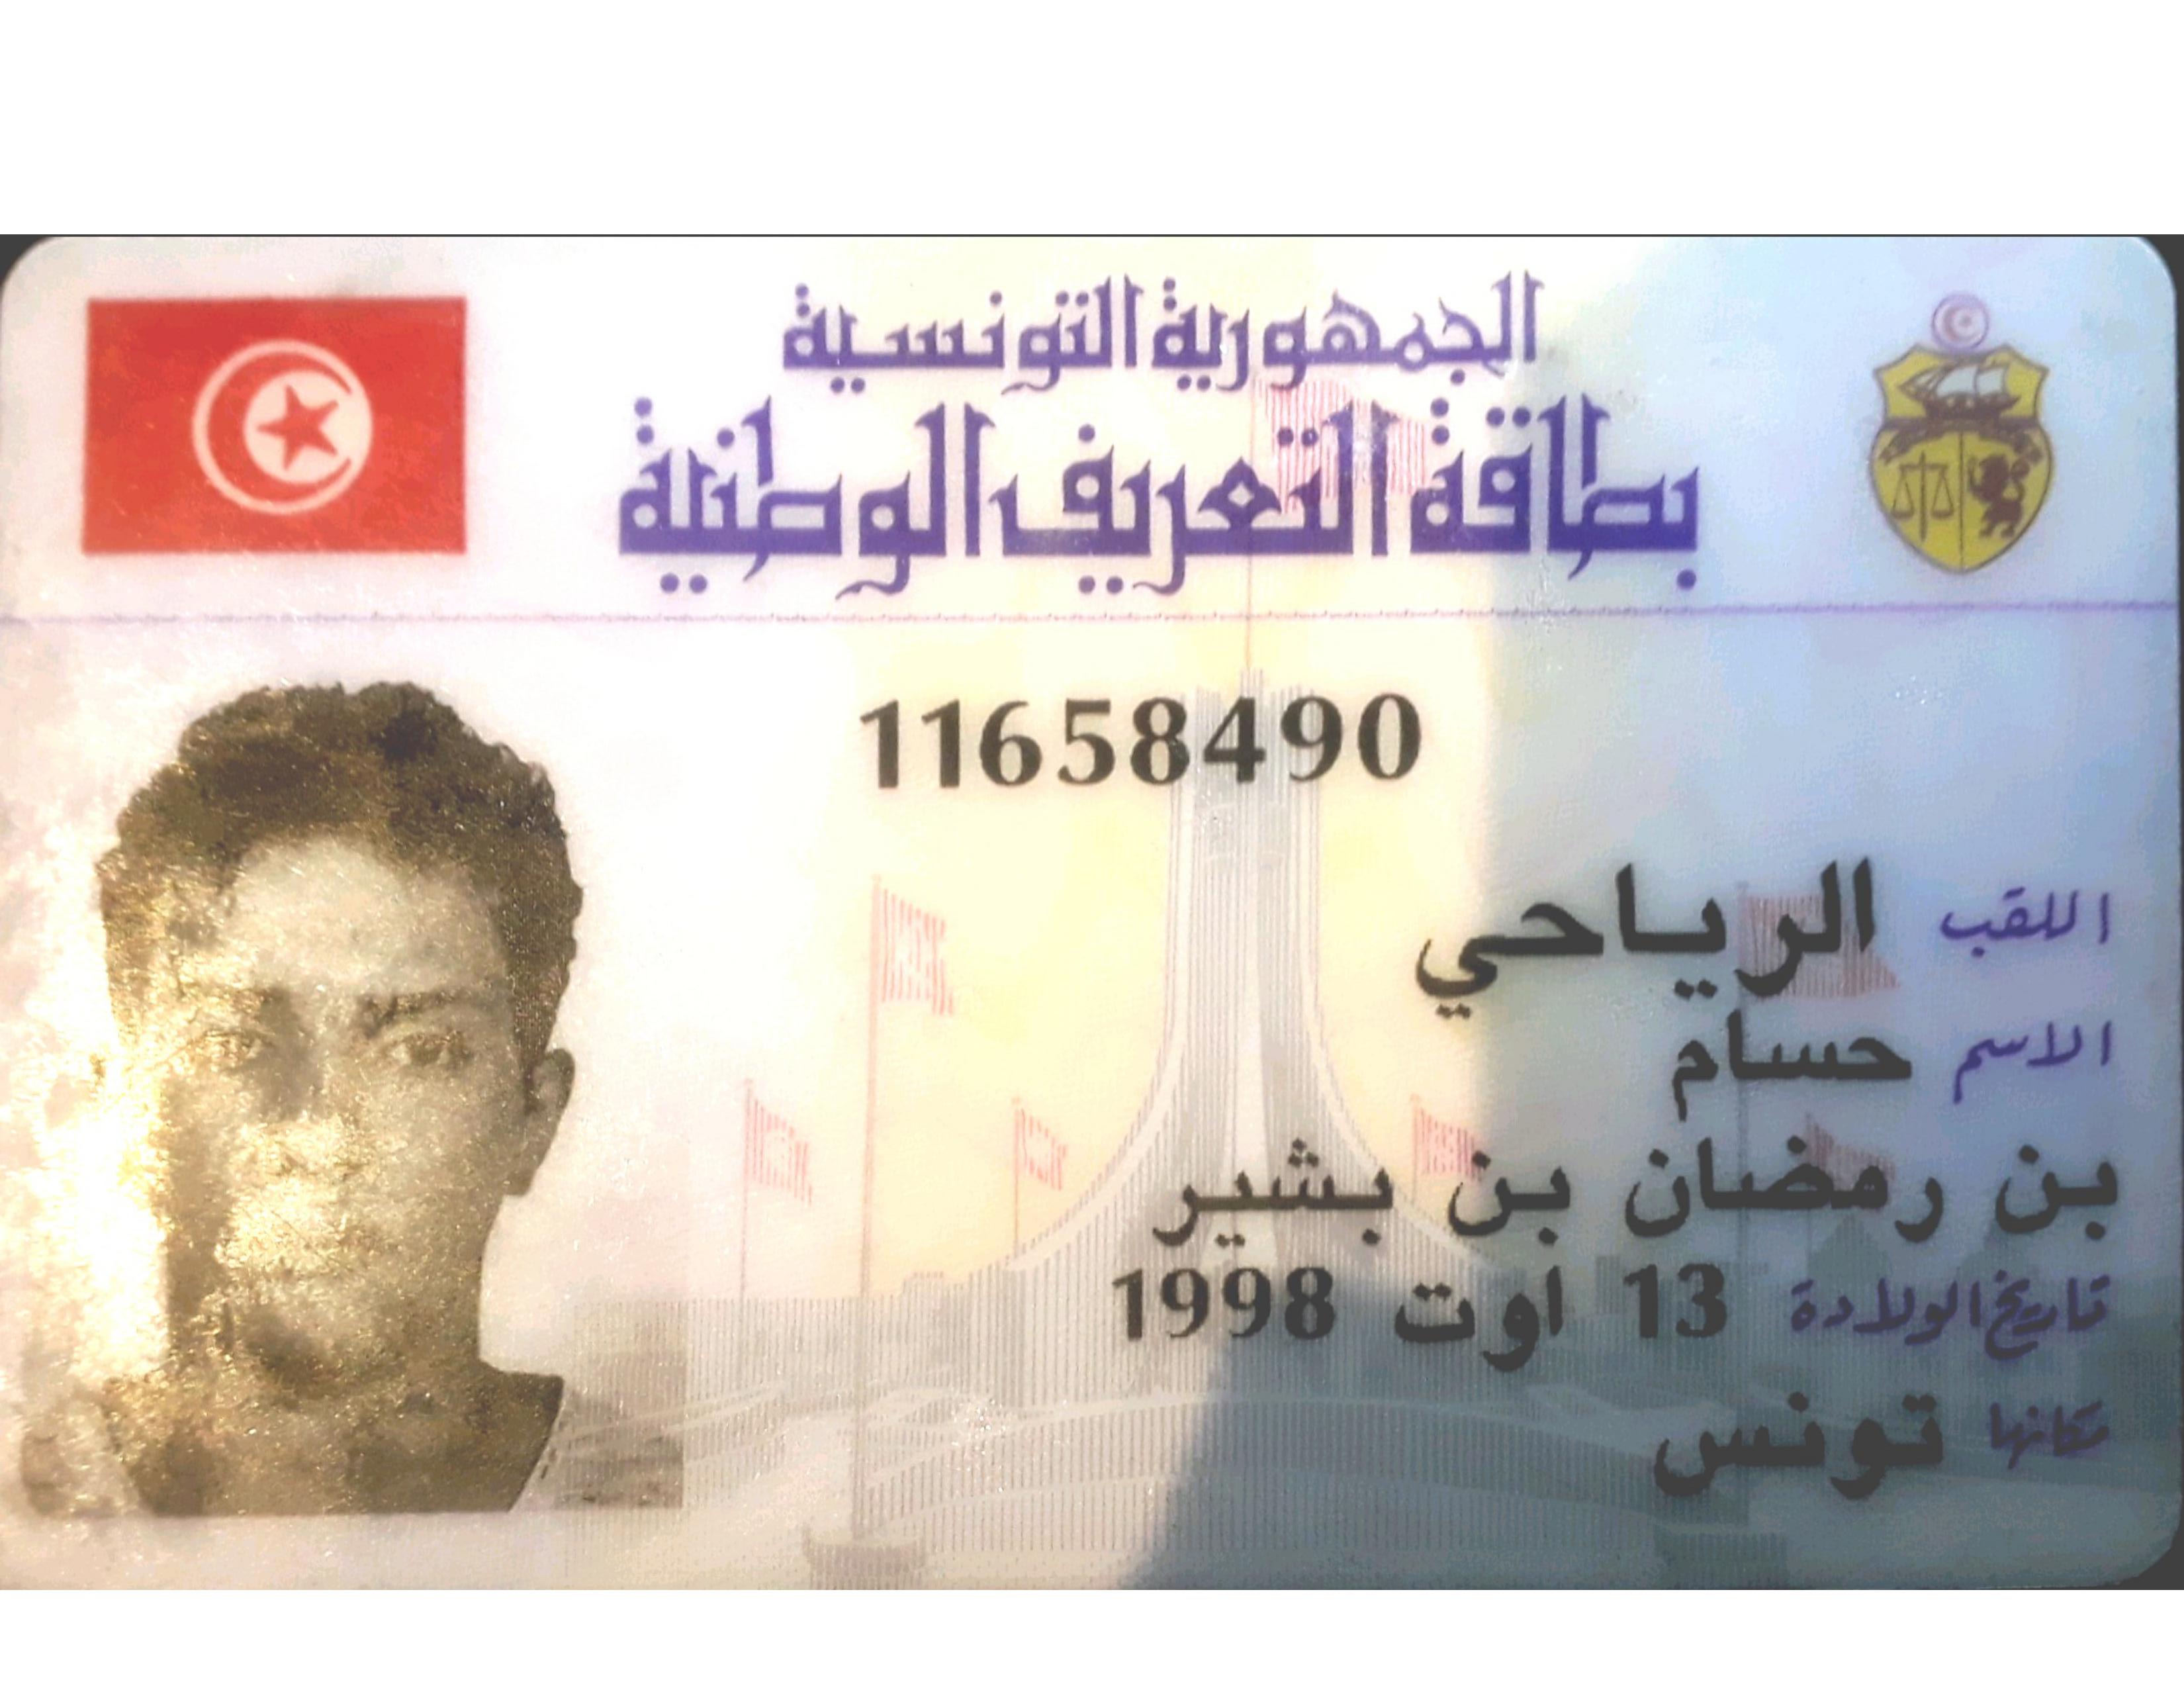 الجمهورية التونسية
بطاقة التعريف الوطنية
11658490
اللقب الرياحي
الاسم حسام
بن رمضان بن بشير
تاريخ الولادة 13 اوت 1998
مكانها تونس